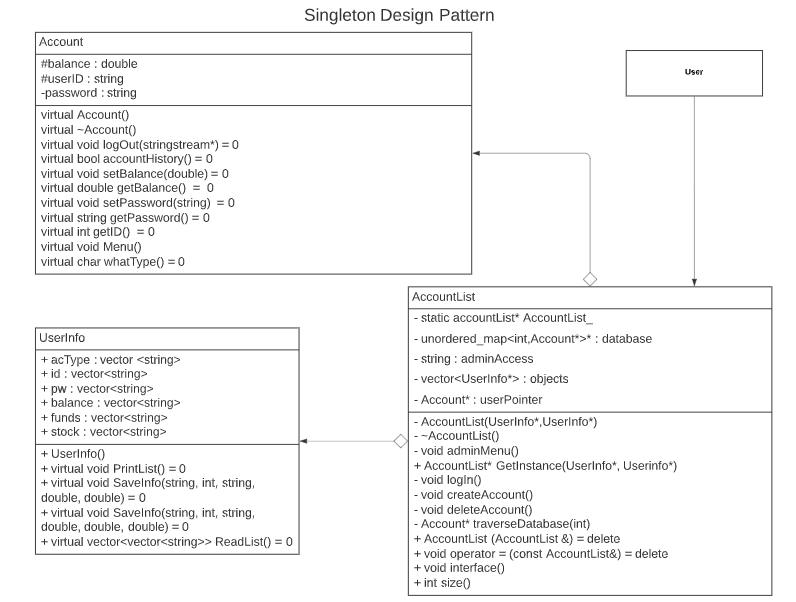 Singleton Design Pattern
Account
#balance : double
#userID : string
-password : string
virtual Account()
virtual ~Account()
virtual void logOut(stringstream*) = 0
virtual bool accountHistory() = 0
virtual void setBalance(double) = 0
virtual double getBalance() = 0
virtual void setPassword(string) = 0
virtual string getPassword() = 0
virtual int getID() = 0
virtual void Menu()
virtual char whatType() = 0
User
AccountList
- static accountList* AccountList_
- unordered_map<int,Account*>* : database
- string : adminAccess
- vector<UserInfo*> : objects
- Account* : userPointer
- AccountList(UserInfo*,UserInfo*)
- ~AccountList()
- void adminMenu()
+ AccountList* GetInstance(UserInfo*, Userinfo*)
- void logIn()
- void createAccount()
- void deleteAccount()
- Account* traverseDatabase(int)
+ AccountList (AccountList &) = delete
+ void operator = (const AccountList&) = delete
+ void interface()
+ int size()
UserInfo
+ acType : vector <string>
+ id : vector<string>
+ pw : vector<string>
+ balance : vector<string>
+ funds : vector<string>
+ stock : vector<string>
+ UserInfo()
+ virtual void PrintList() = 0
+ virtual void SaveInfo(string, int, string,
double, double) = 0
+ virtual void SaveInfo(string, int, string,
double, double, double) = 0
+ virtual vector<vector<string>> ReadList() = 0